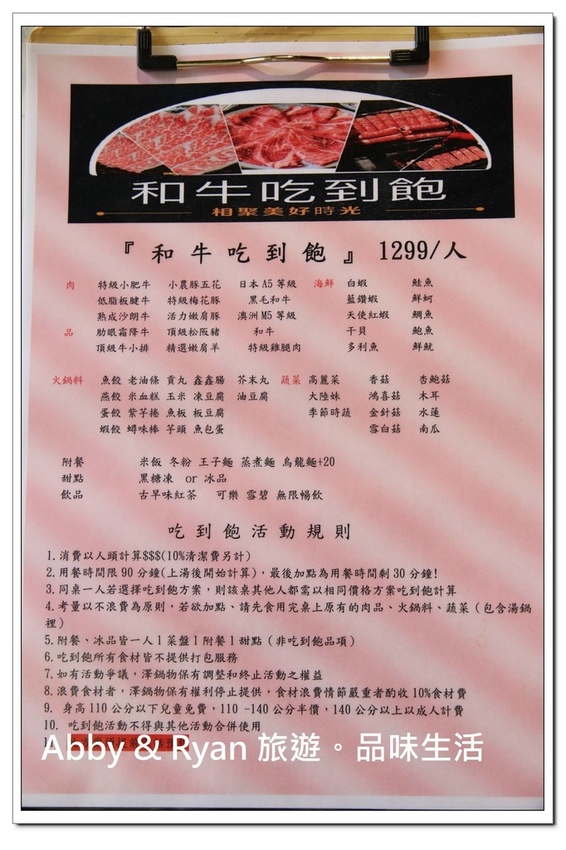 和牛吃到飽
相聚美好時光
『 和 牛 吃 到 飽 』 1299/人
肉 特級小肥牛 小農豚五花 日本 A5 等級 海鮮 白蝦 鮭魚
低脂板腱牛 特級梅花豚 黑毛和牛 藍鑽蝦 鮮蚵
熟成沙朗牛 活力嫩肩豚 澳洲 M5 等級 天使紅蝦 鯛魚
品 肋眼霜降牛 頂級松阪豬 和牛 干貝 鮑魚
頂級牛小排 精選嫩肩羊 特級雞腿肉 多利魚 鮮魷
火鍋料 魚餃 老油條 貢丸 鑫鑫腸 芥末丸 蔬菜 高麗菜 香菇 杏鮑菇
燕餃 米血糕 玉米 凍豆腐 油豆腐 大陸妹 鴻喜菇 木耳
蛋餃 紫芋捲 魚板 板豆腐 季節時蔬 金針菇 水蓮
蝦餃 蟳味棒 芋頭 魚包蛋 雪白菇 南瓜
附餐 米飯 冬粉 王子麵 蒸煮麵 烏龍麵+20
甜點 黑糖凍 or 冰品
飲品 古早味紅茶 可樂 雪碧 無限暢飲
吃到飽活動規則
1.消費以人頭計算$$$(10%清潔費另計)
2.用餐時間限 90 分鐘(上湯後開始計算)，最後加點為用餐時間剩 30 分鐘!
3.同桌一人若選擇吃到飽方案，則該桌其他人都需以相同價格方案吃到飽計算
4.考量以不浪費為原則，若欲加點、請先食用完桌上原有的肉品、火鍋料、蔬菜（包含湯鍋
裡)
5.附餐、冰品皆一人 1 菜盤 1 附餐 1 甜點（非吃到飽品項）
6.吃到飽所有食材皆不提供打包服務
7.如有活動爭議，澤鍋物保有調整和終止活動之權益
8.浪費食材者，澤鍋物保有權利停止提供，食材浪費情節嚴重者酌收 10%食材費
9. 身高 110 公分以下兒童免費，110 -140 公分半價，140 公分以上以成人計費
10. 吃到飽活動不得與其他活動合併使用
Abby & Ryan 旅遊。品味生活